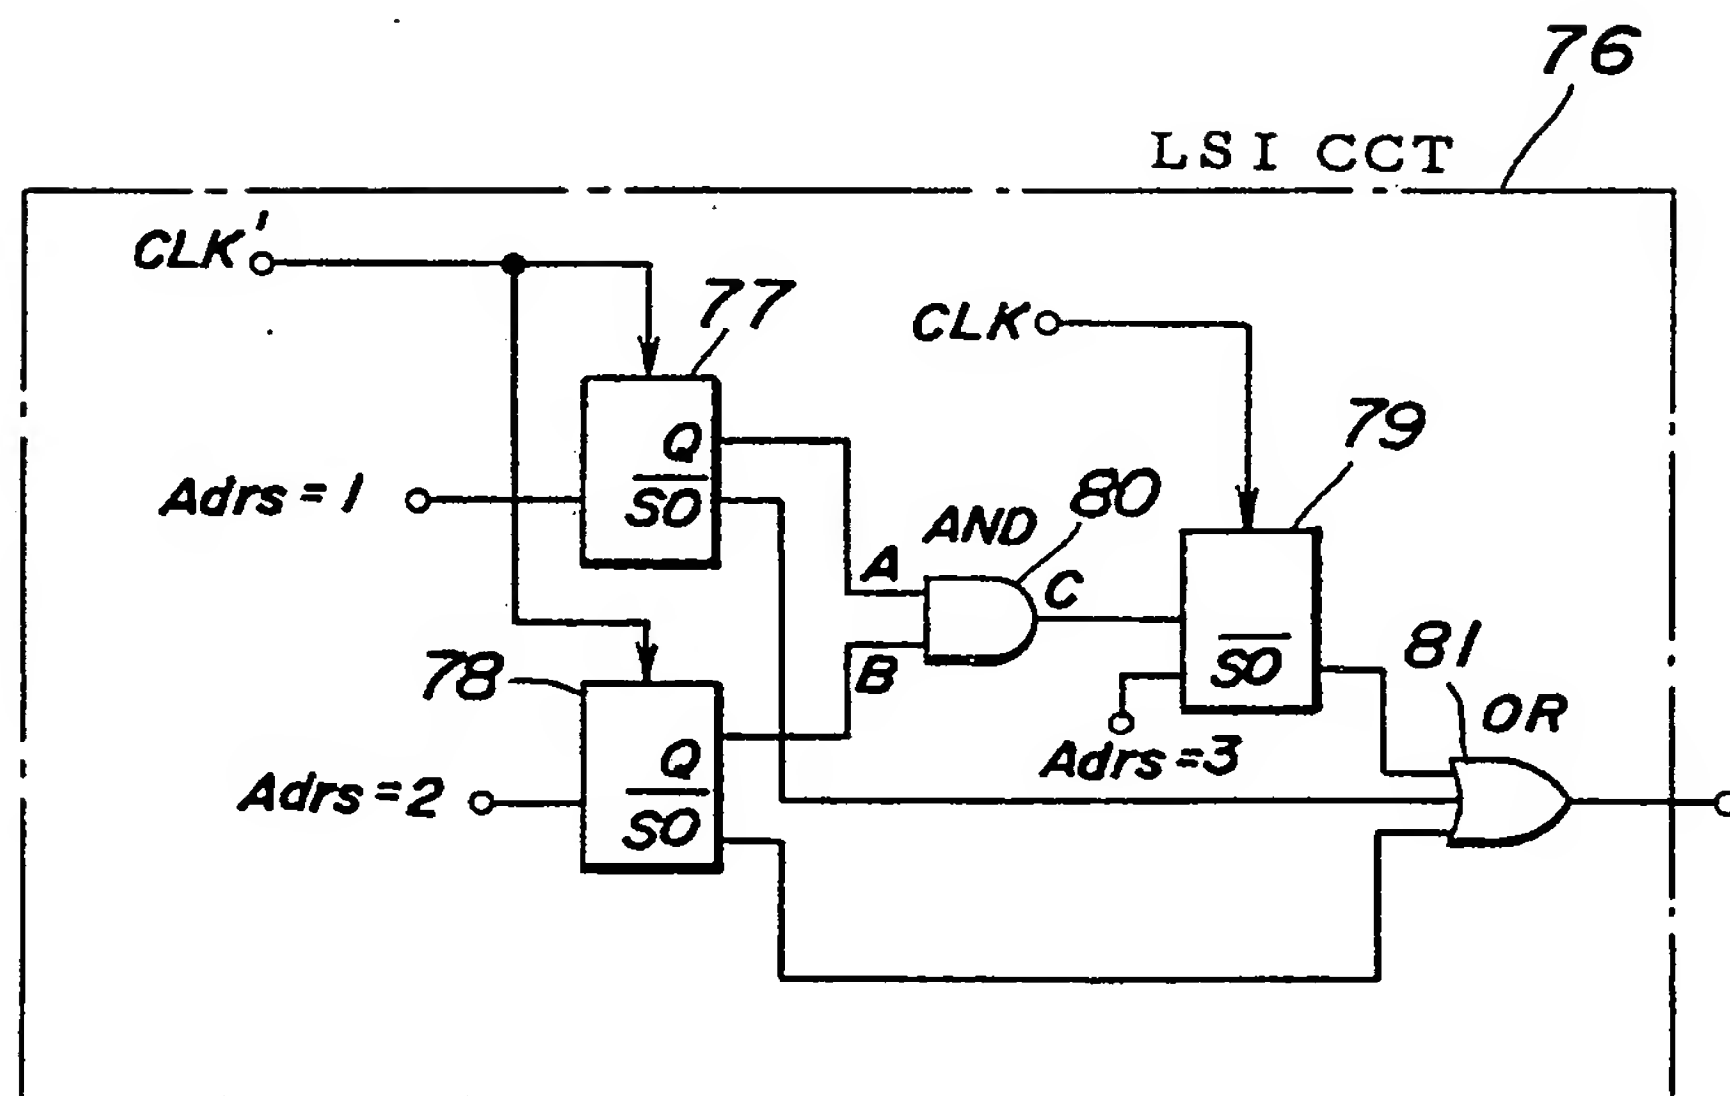 76
LSI CCT
CLK'
77
CLK
79
Q
Adrs=1
SO
80
AND
A
C
81
78
B
SO
OR
Q
Adrs=3
Adrs=2
SO